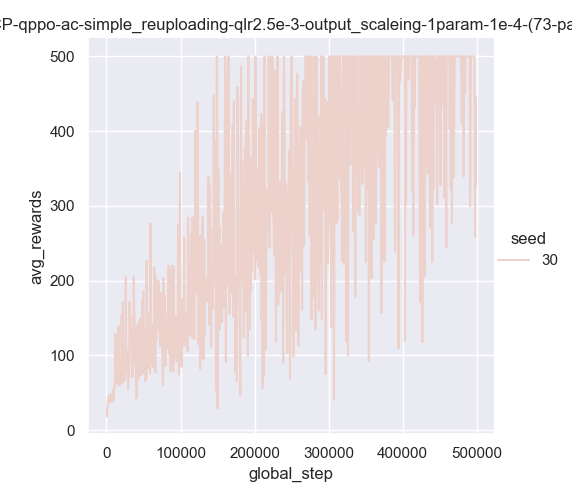 CP-qppo-ac-simple_reuploading-qlr2.5e-3-output_scaleing-1param-1e-4-(73-pa
500
400
300
200
100
0
avg_rewards
0 100000 200000 300000 400000 500000
global_step
seed
30